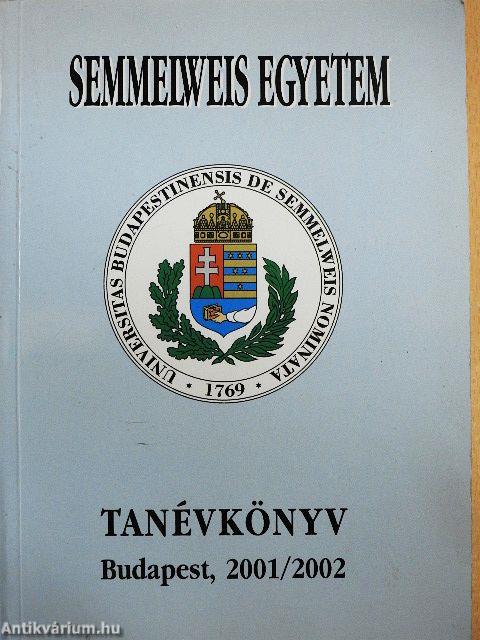 SEMMELWEIS EGYETEM
UNIVERSITAS BUDAPESTINENSIS DE SEMMELWEIS NOMINATA
* 1769 *
TANÉVKÖNYV
Budapest, 2001/2002
Antikvárium.hu